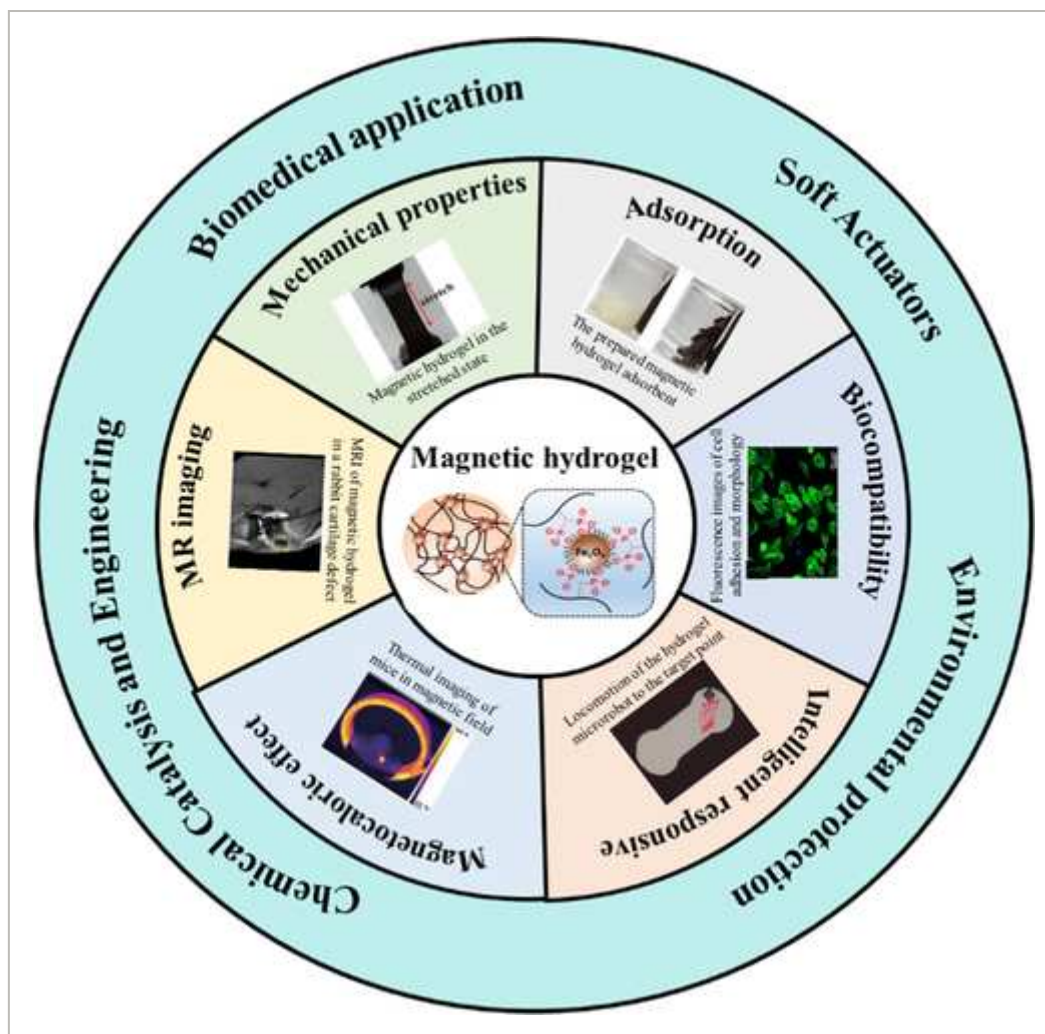 Biomedical application
Soft Actuators
Environmental protection
Chemical Catalysis and Engineering
Mechanical properties
stretch
Magnetic hydrogel in the
stretched state
Adsorption
The prepared magnetic
hydrogel adsorbent
Biocompatibility
Fluorescence images of cell
adhesion and morphology
Intelligent responsive
Locomotion of the hydrogel
microrobot to the target point
Magnetocaloric effect
Thermal imaging of
mice in magnetic field
MR imaging
MRI of magnetic hydrogel
in a rabbit cartilage defect
Magnetic hydrogel